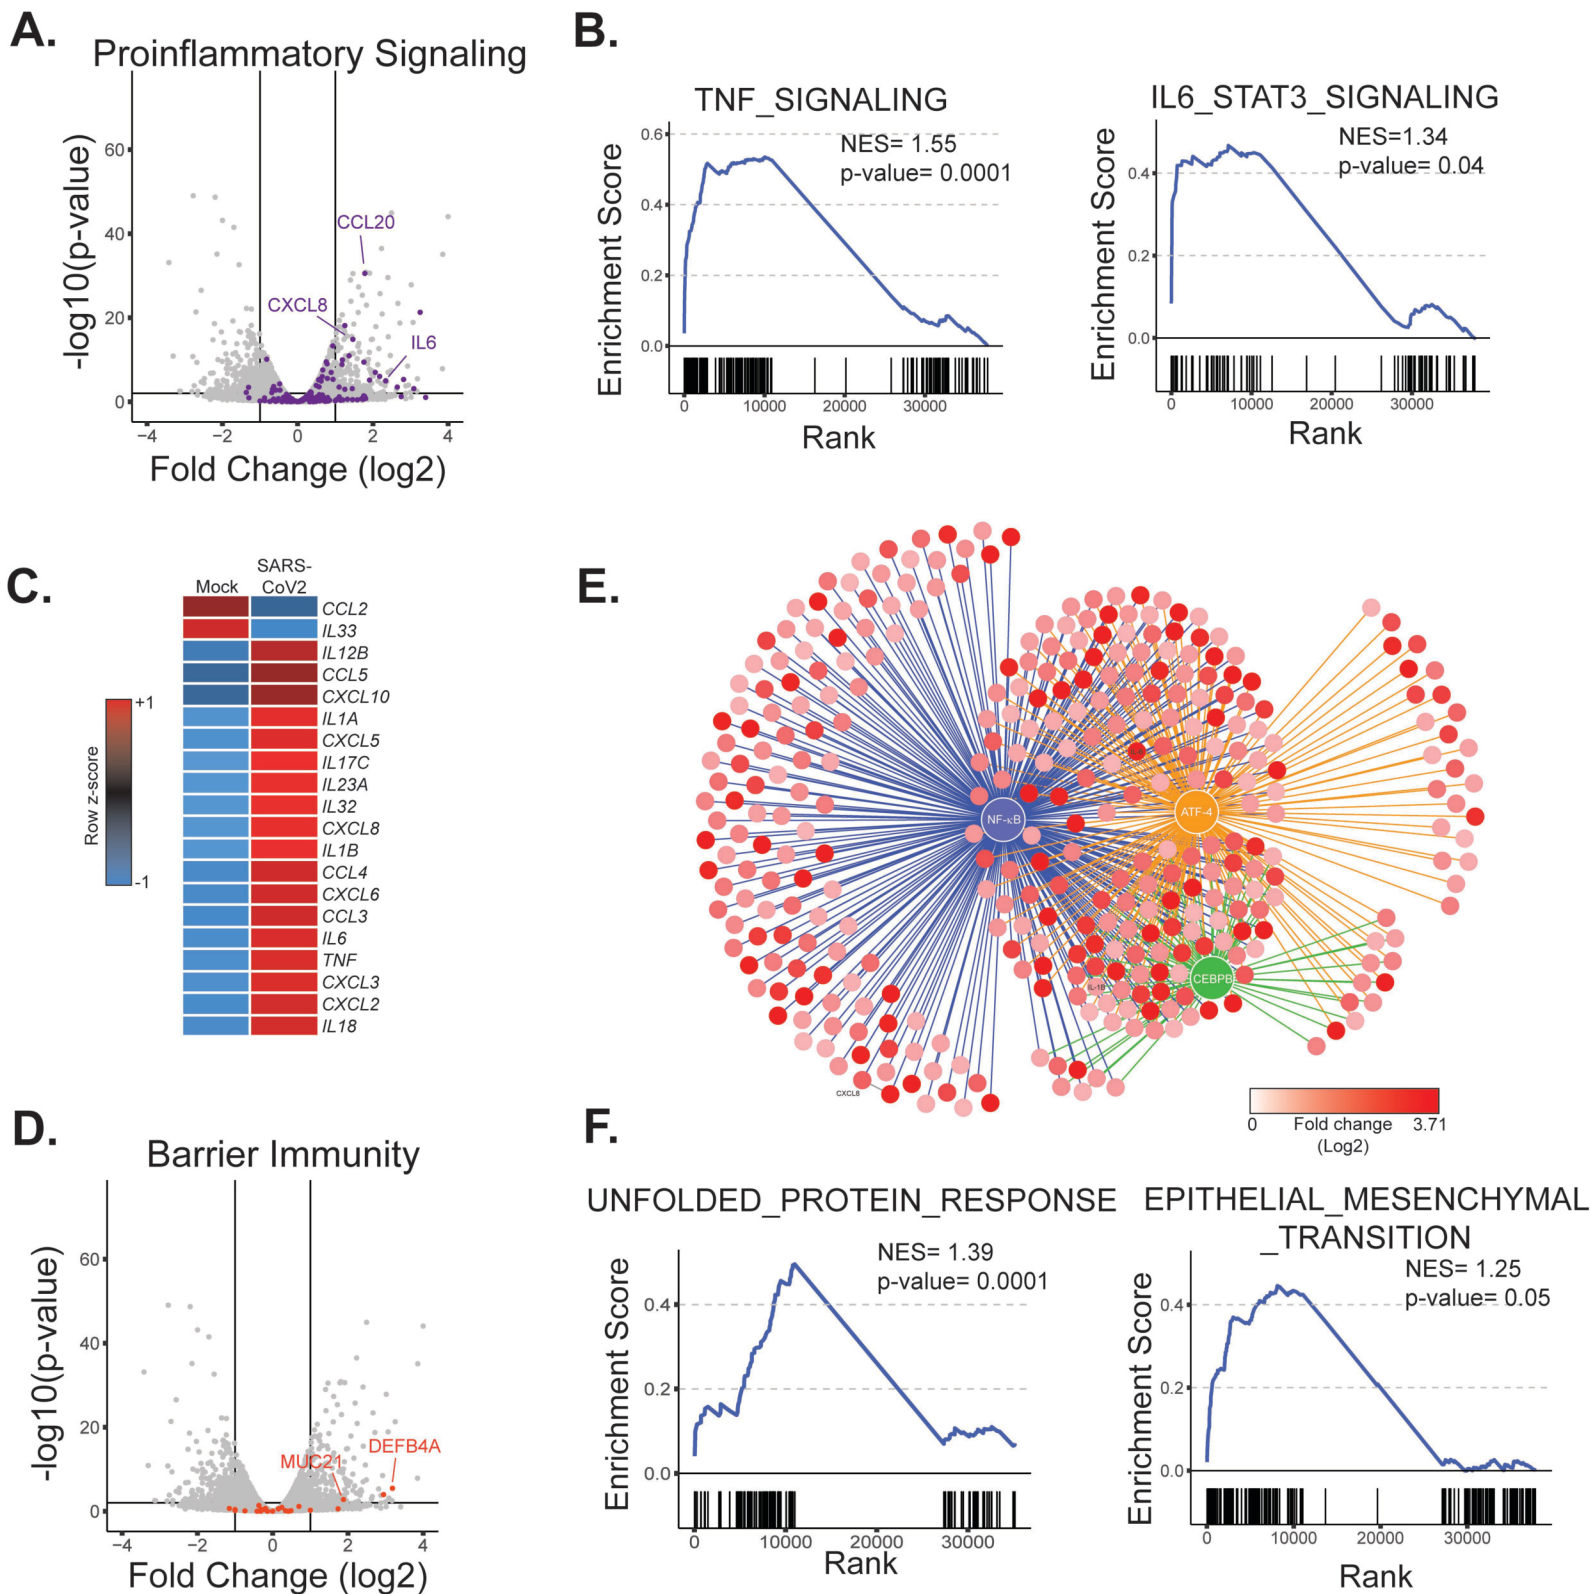 A.
Proinflammatory Signaling
-log10(p-value)
60
40
20
0
CCL20
CXCL8
IL6
−4
−2
0
2
4
Fold Change (log2)
B.
TNF_SIGNALING
NES= 1.55
p-value= 0.0001
Enrichment Score
0.6
0.4
0.2
0.0
0
10000
20000
30000
Rank
IL6_STAT3_SIGNALING
NES=1.34
p-value= 0.04
Enrichment Score
0.4
0.2
0.0
0
10000
20000
30000
Rank
C.
Mock
SARS-
CoV2
Row z-score
+1
-1
CCL2
IL33
IL12B
CCL5
CXCL10
IL1A
CXCL5
IL17C
IL23A
IL32
CXCL8
IL1B
CCL4
CXCL6
CCL3
IL6
TNF
CXCL3
CXCL2
IL18
D.
Barrier Immunity
-log10(p-value)
60
40
20
0
MUC21
DEFB4A
−4
−2
0
2
4
Fold Change (log2)
E.
NF-κB
ATF-4
CEBPB
IL-6
IL-1B
CXCL8
0
Fold change
3.71
(Log2)
F.
UNFOLDED_PROTEIN_RESPONSE
NES= 1.39
p-value= 0.0001
Enrichment Score
0.4
0.2
0.0
0
10000
20000
30000
Rank
EPITHELIAL_MESENCHYMAL
_TRANSITION
NES= 1.25
p-value= 0.05
Enrichment Score
0.4
0.2
0.0
0
10000
20000
30000
Rank